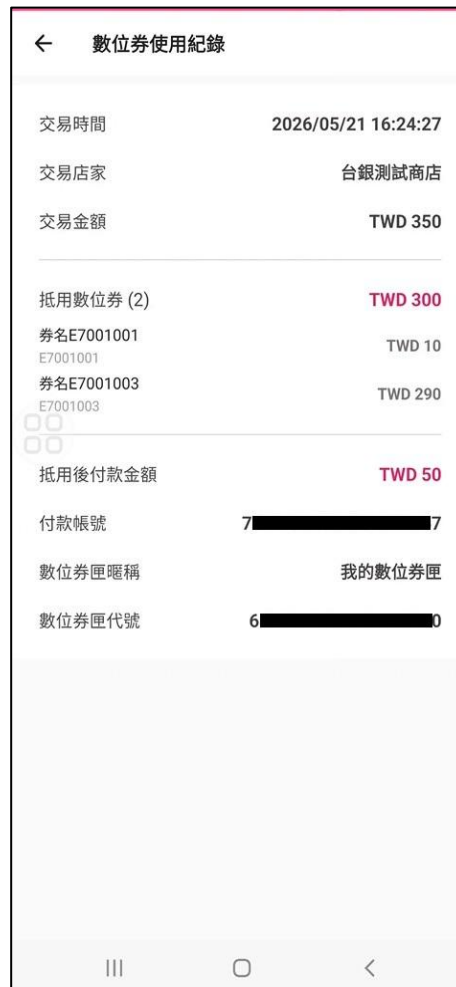 數位券使用紀錄
交易時間 2026/05/21 16:24:27
交易店家 台銀測試商店
交易金額 TWD 350
抵用數位券 (2) TWD 300
券名E7001001
E7001001 TWD 10
券名E7001003
E7001003 TWD 290
抵用後付款金額 TWD 50
付款帳號 7 7
數位券匣暱稱 我的數位券匣
數位券匣代號 6 0